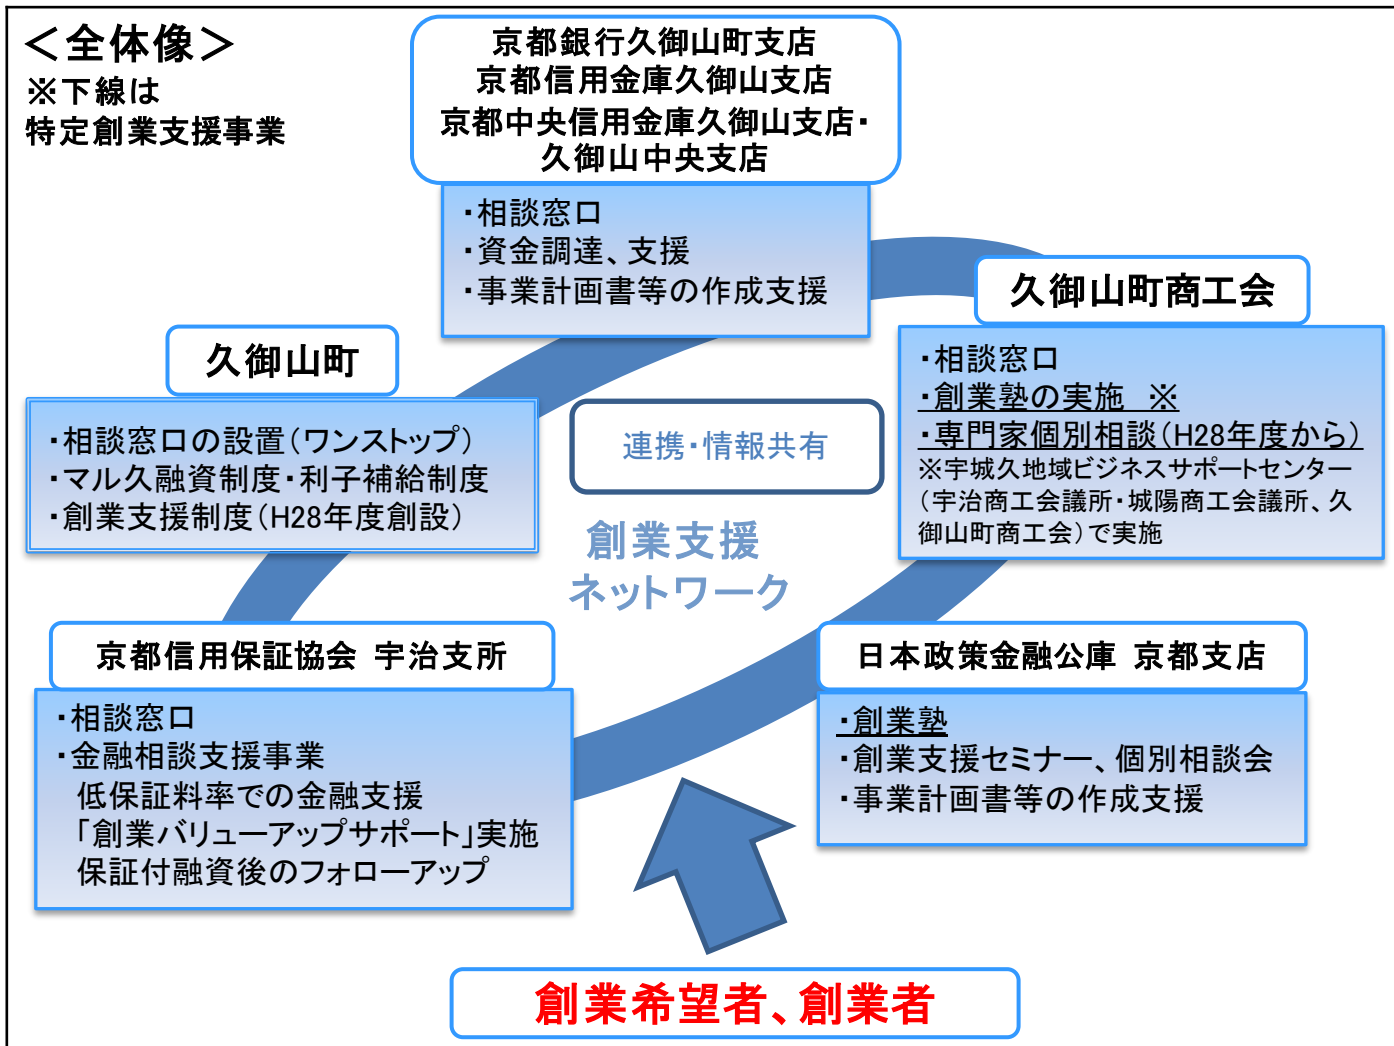 ＜全体像＞
※下線は
特定創業支援事業
京都銀行久御山町支店
京都信用金庫久御山支店
京都中央信用金庫久御山支店・
久御山中央支店
・相談窓口
・資金調達、支援
・事業計画書等の作成支援
久御山町商工会
・相談窓口
・創業塾の実施　※
・専門家個別相談（H28年度から）
※宇城久地域ビジネスサポートセンター
（宇治商工会議所・城陽商工会議所、久
御山町商工会）で実施
久御山町
・相談窓口の設置（ワンストップ）
・マル久融資制度・利子補給制度
・創業支援制度（H28年度創設）
連携・情報共有
創業支援
ネットワーク
京都信用保証協会 宇治支所
・相談窓口
・金融相談支援事業
低保証料率での金融支援
「創業バリューアップサポート」実施
保証付融資後のフォローアップ
日本政策金融公庫 京都支店
・創業塾
・創業支援セミナー、個別相談会
・事業計画書等の作成支援
創業希望者、創業者